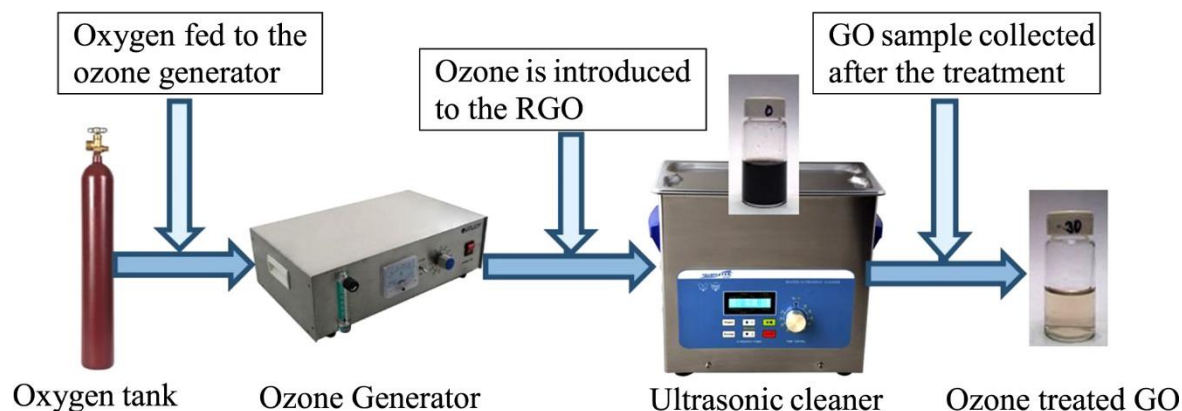 Oxygen fed to the
ozone generator
Ozone is introduced
to the RGO
GO sample collected
after the treatment
0
30
Oxygen tank
Ozone Generator
Ultrasonic cleaner
Ozone treated GO